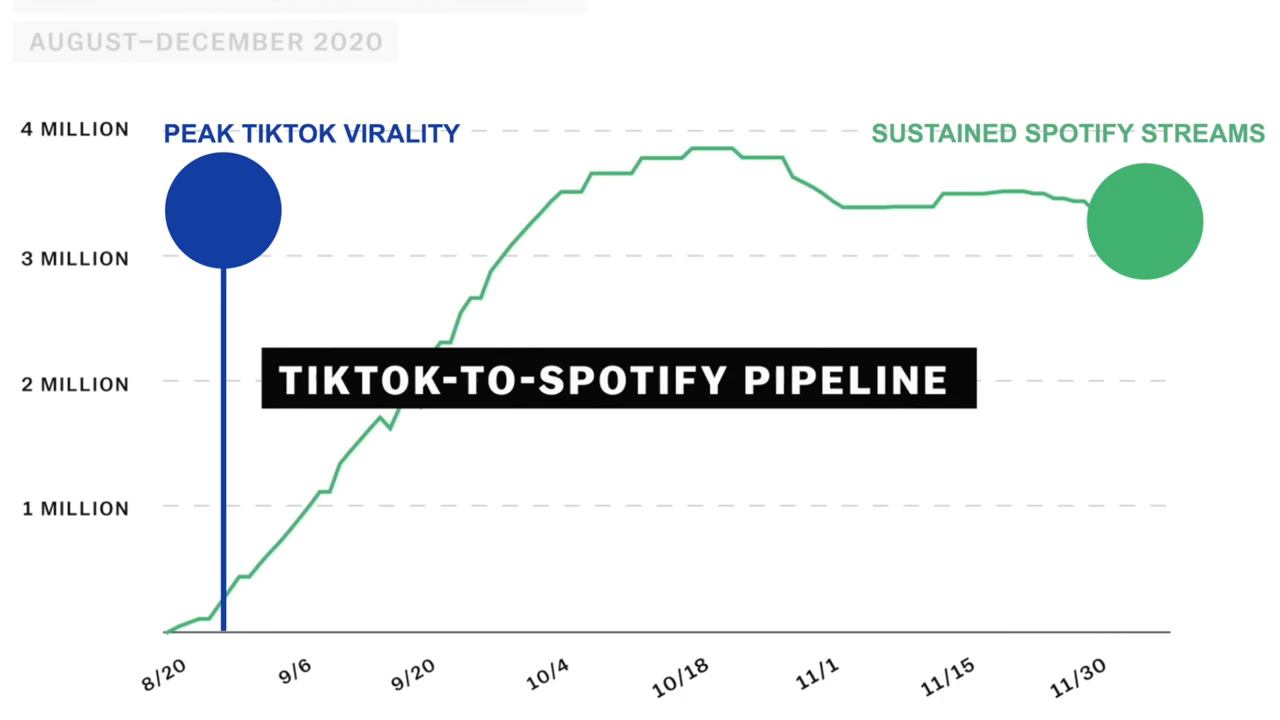 AUGUST–DECEMBER 2020
4 MILLION
PEAK TIKTOK VIRALITY
SUSTAINED SPOTIFY STREAMS
3 MILLION
TIKTOK-TO-SPOTIFY PIPELINE
2 MILLION
1 MILLION
8/20
9/6
9/20
10/4
10/18
11/1
11/15
11/30